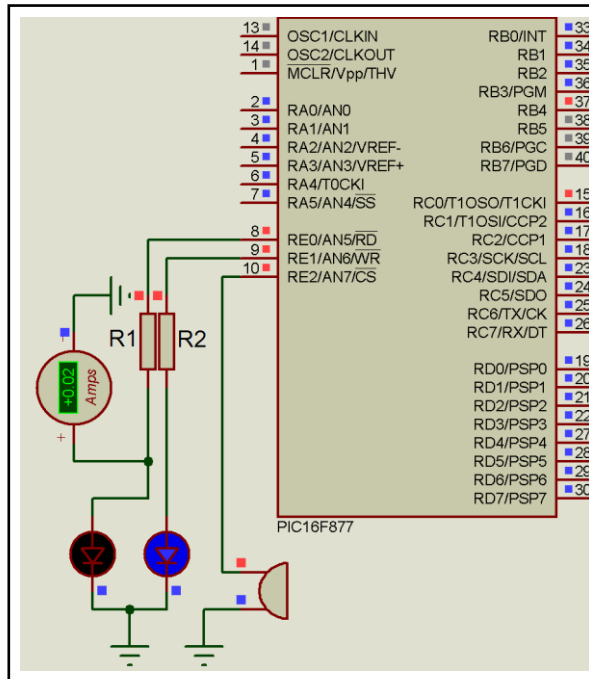 13 OSC1/CLKIN RB0/INT 33
14 OSC2/CLKOUT RB1 34
1 MCLR/Vpp/THV RB2 35
RB3/PGM 36
2 RA0/AN0 RB4 37
3 RA1/AN1 RB5 38
4 RA2/AN2/VREF- RB6/PGC 39
5 RA3/AN3/VREF+ RB7/PGD 40
6 RA4/T0CKI
7 RA5/AN4/SS RC0/T1OSO/T1CKI 15
RC1/T1OSI/CCP2 16
8 RE0/AN5/RD RC2/CCP1 17
9 RE1/AN6/WR RC3/SCK/SCL 18
10 RE2/AN7/CS RC4/SDI/SDA 23
RC5/SDO 24
RC6/TX/CK 25
RC7/RX/DT 26
R1 R2
RD0/PSP0 19
RD1/PSP1 20
RD2/PSP2 21
RD3/PSP3 22
RD4/PSP4 27
RD5/PSP5 28
RD6/PSP6 29
RD7/PSP7 30
- +0.02 Amps +
PIC16F877